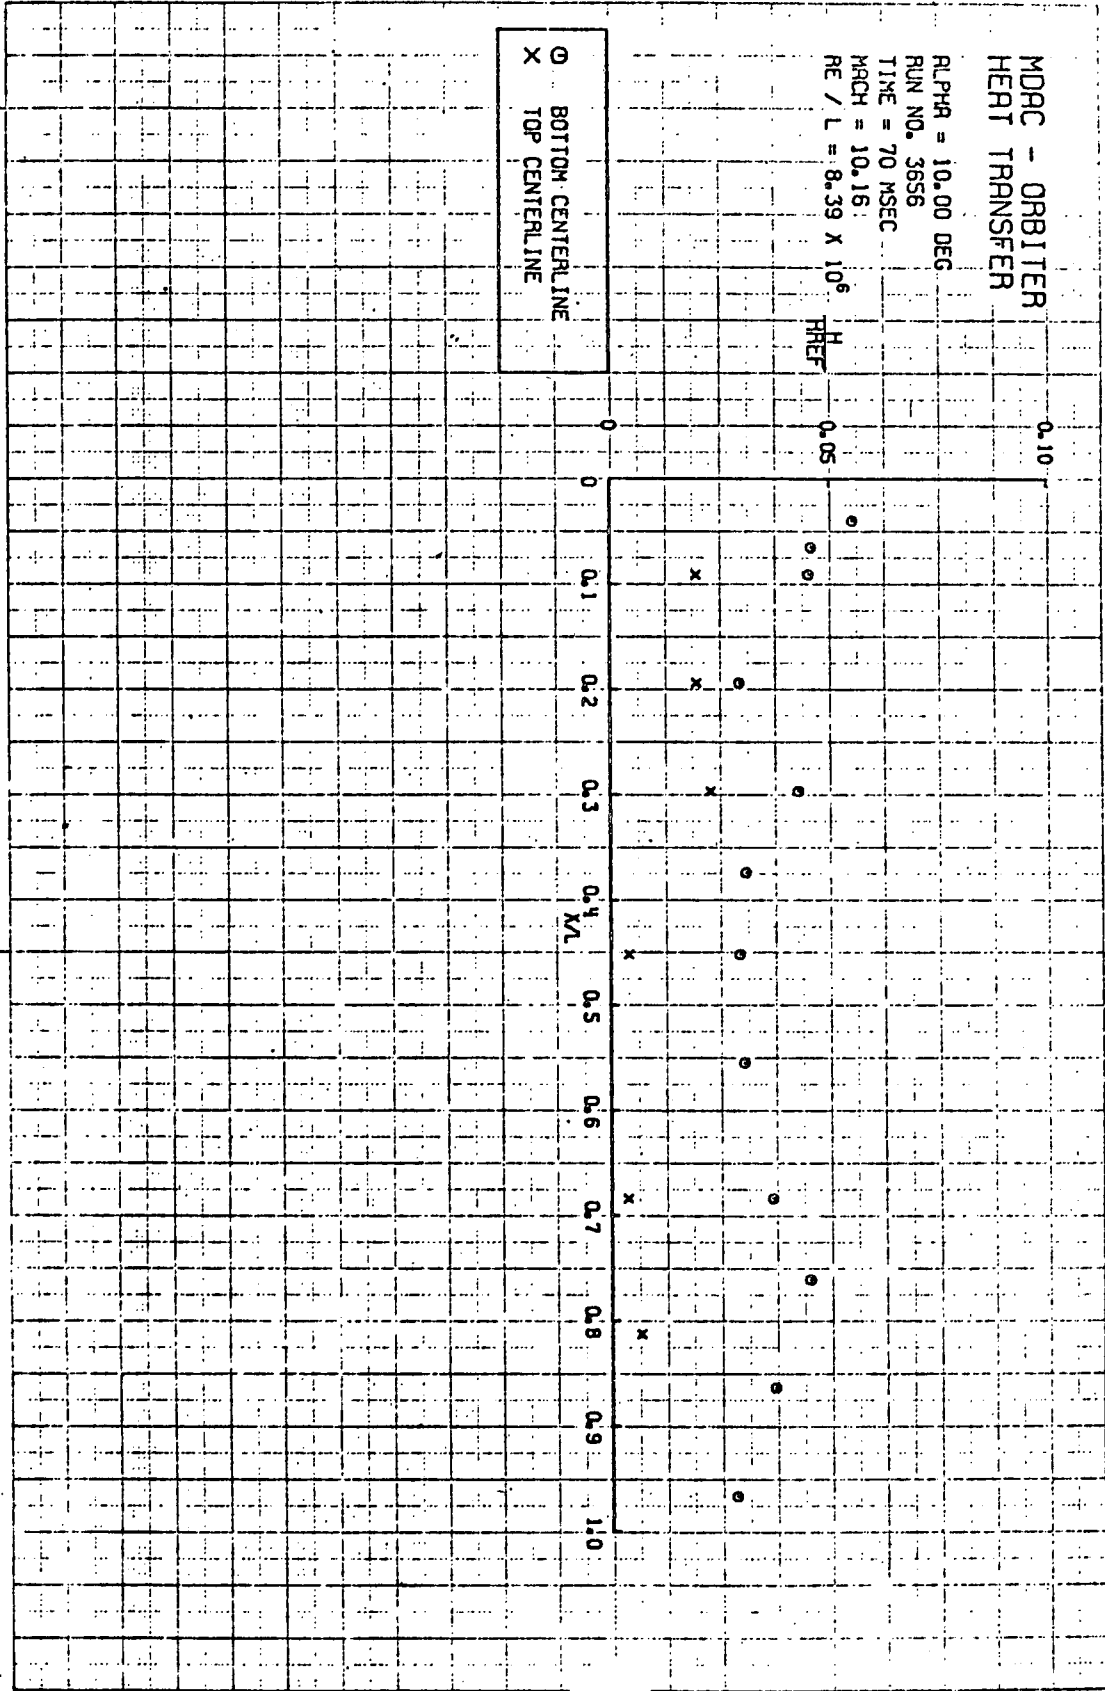 MDAC - ORBITER
HEAT TRANSFER
ALPHA = 10.00 DEG
RUN NO. 3656
TIME = 70 MSEC
MACH = 10.16
RE / L = 8.39 X 10⁶
H
HREF
0.10
0.05
0
0
0.1
0.2
0.3
0.4
0.5
0.6
0.7
0.8
0.9
1.0
X/L
BOTTOM CENTERLINE
X TOP CENTERLINE